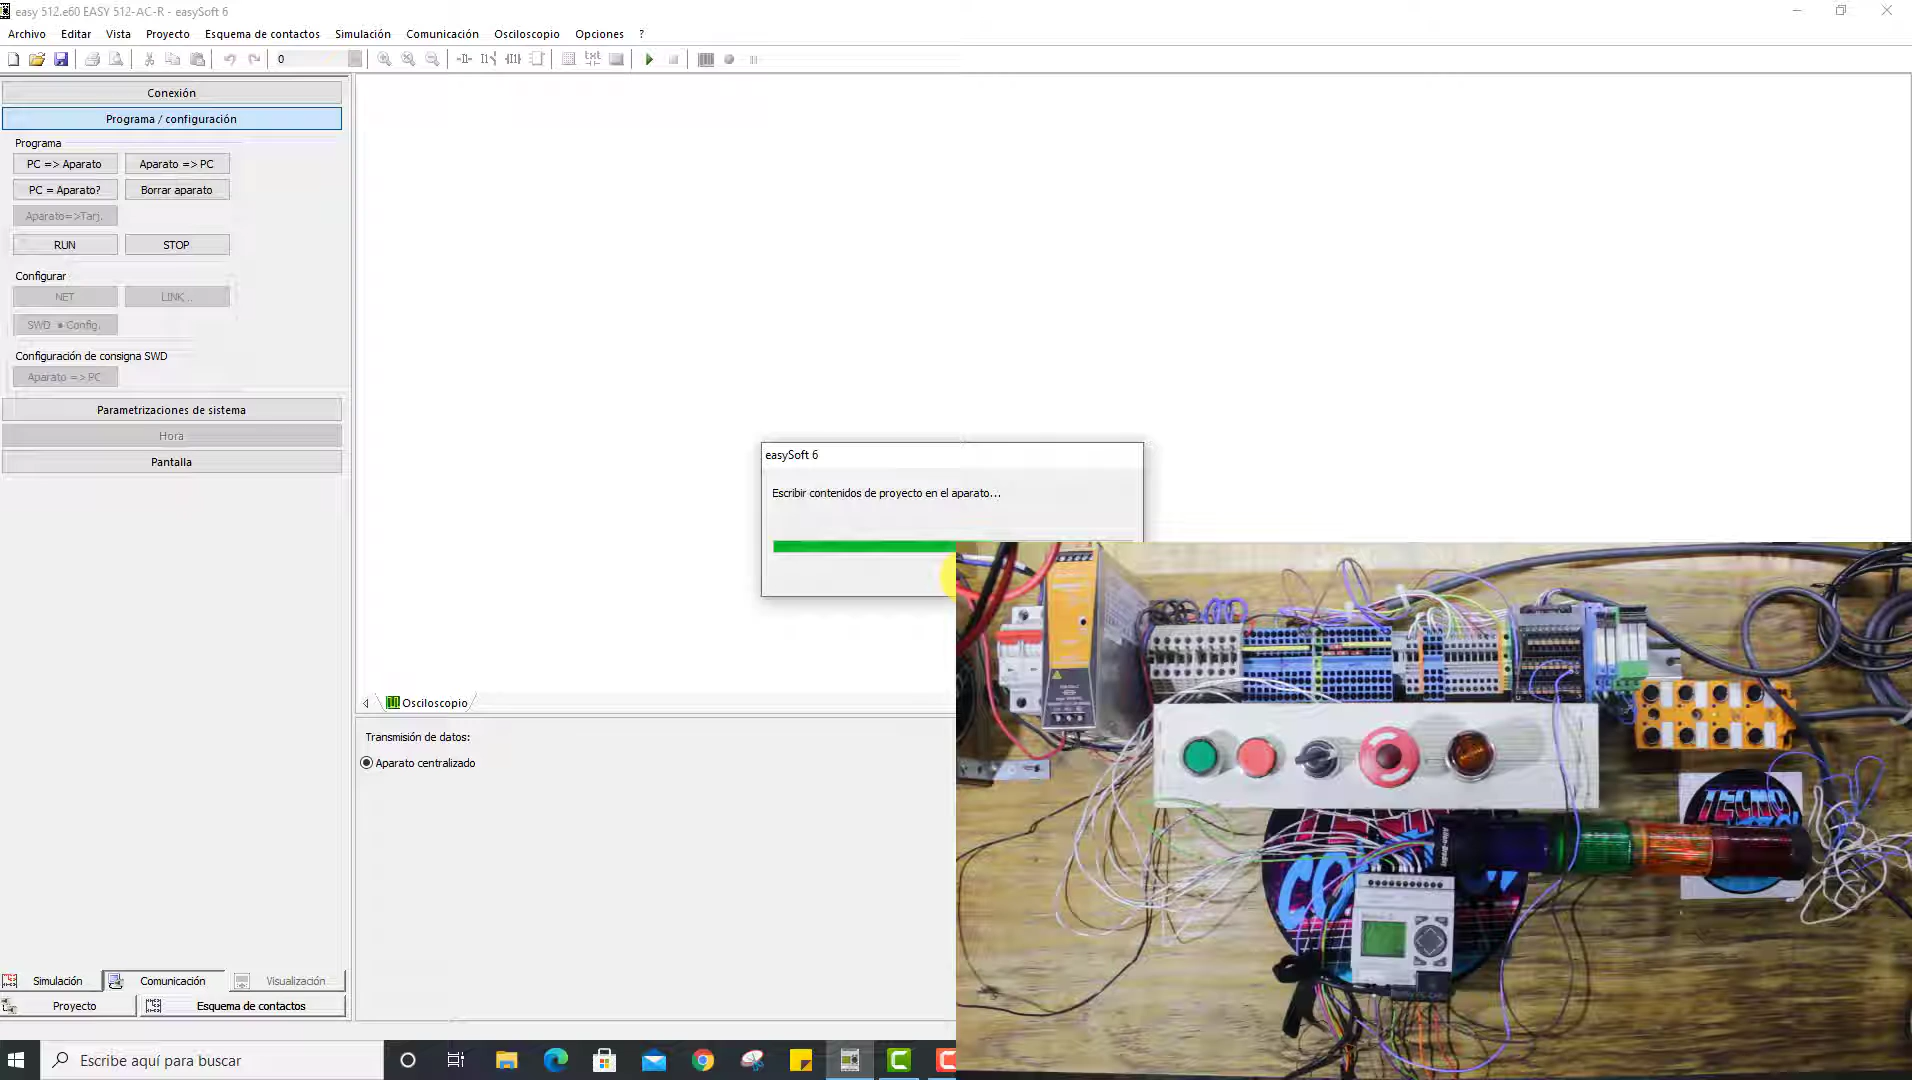 easy 512.e60 EASY 512-AC-R - easySoft 6
Archivo Editar Vista Proyecto Esquema de contactos Simulación Comunicación Osciloscopio Opciones ?
0
Conexión
Programa / configuración
Programa
PC => Aparato Aparato => PC
PC = Aparato? Borrar aparato
Aparato=>Tarj.
RUN STOP
Configurar
NET LINK...
SWD Config.
Configuración de consigna SWD
Aparato => PC
Parametrizaciones de sistema
Hora
Pantalla
easySoft 6
Escribir contenidos de proyecto en el aparato...
Osciloscopio
Transmisión de datos:
Aparato centralizado
Simulación Comunicación Visualización
Proyecto Esquema de contactos
Escribe aquí para buscar
TECNO
Allen-Bradley